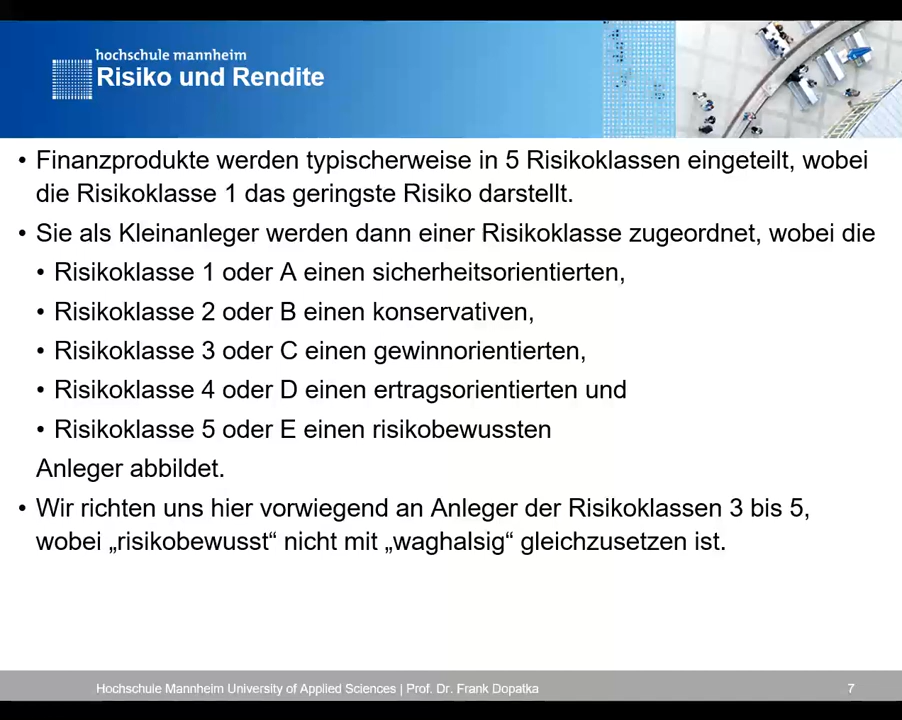 hochschule mannheim
Risiko und Rendite
• Finanzprodukte werden typischerweise in 5 Risikoklassen eingeteilt, wobei
die Risikoklasse 1 das geringste Risiko darstellt.
• Sie als Kleinanleger werden dann einer Risikoklasse zugeordnet, wobei die
• Risikoklasse 1 oder A einen sicherheitsorientierten,
• Risikoklasse 2 oder B einen konservativen,
• Risikoklasse 3 oder C einen gewinnorientierten,
• Risikoklasse 4 oder D einen ertragsorientierten und
• Risikoklasse 5 oder E einen risikobewussten
Anleger abbildet.
• Wir richten uns hier vorwiegend an Anleger der Risikoklassen 3 bis 5,
wobei „risikobewusst“ nicht mit „waghalsig“ gleichzusetzen ist.
Hochschule Mannheim University of Applied Sciences | Prof. Dr. Frank Dopatka 7